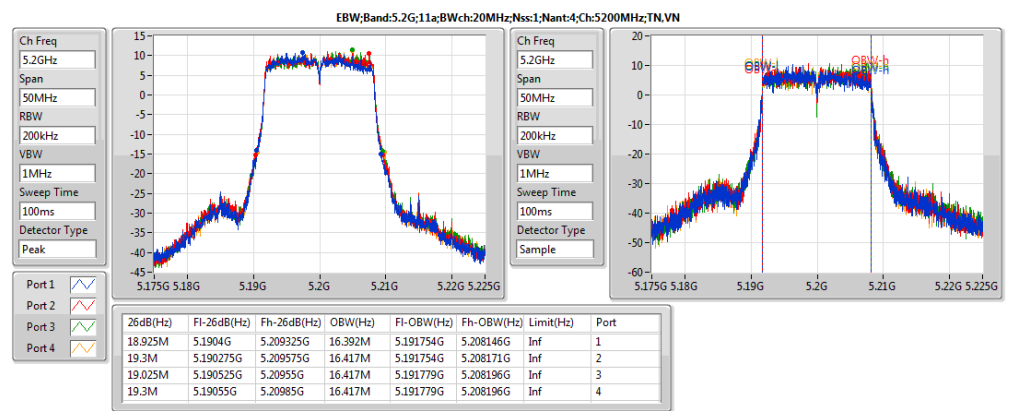 EBW;Band:5.2G;11a;BWch:20MHz;Nss:1;Nant:4;Ch:5200MHz;TN,VN
Ch Freq
5.2GHz
Span
50MHz
RBW
200kHz
VBW
1MHz
Sweep Time
100ms
Detector Type
Peak
15
10
5
0
-5
-10
-15
-20
-25
-30
-35
-40
-45
5.175G 5.18G 5.19G 5.2G 5.21G 5.22G 5.225G
Ch Freq
5.2GHz
Span
50MHz
RBW
200kHz
VBW
1MHz
Sweep Time
100ms
Detector Type
Sample
20
10
0
-10
-20
-30
-40
-50
-60
OBW-h
OBW-h
5.175G 5.18G 5.19G 5.2G 5.21G 5.22G 5.225G
Port 1
Port 2
Port 3
Port 4
26dB(Hz) Fl-26dB(Hz) Fh-26dB(Hz) OBW(Hz) Fl-OBW(Hz) Fh-OBW(Hz) Limit(Hz) Port
18.925M 5.1904G 5.209325G 16.392M 5.191754G 5.208146G Inf 1
19.3M 5.190275G 5.209575G 16.417M 5.191754G 5.208171G Inf 2
19.025M 5.190525G 5.20955G 16.417M 5.191779G 5.208196G Inf 3
19.3M 5.19055G 5.20985G 16.417M 5.191779G 5.208196G Inf 4